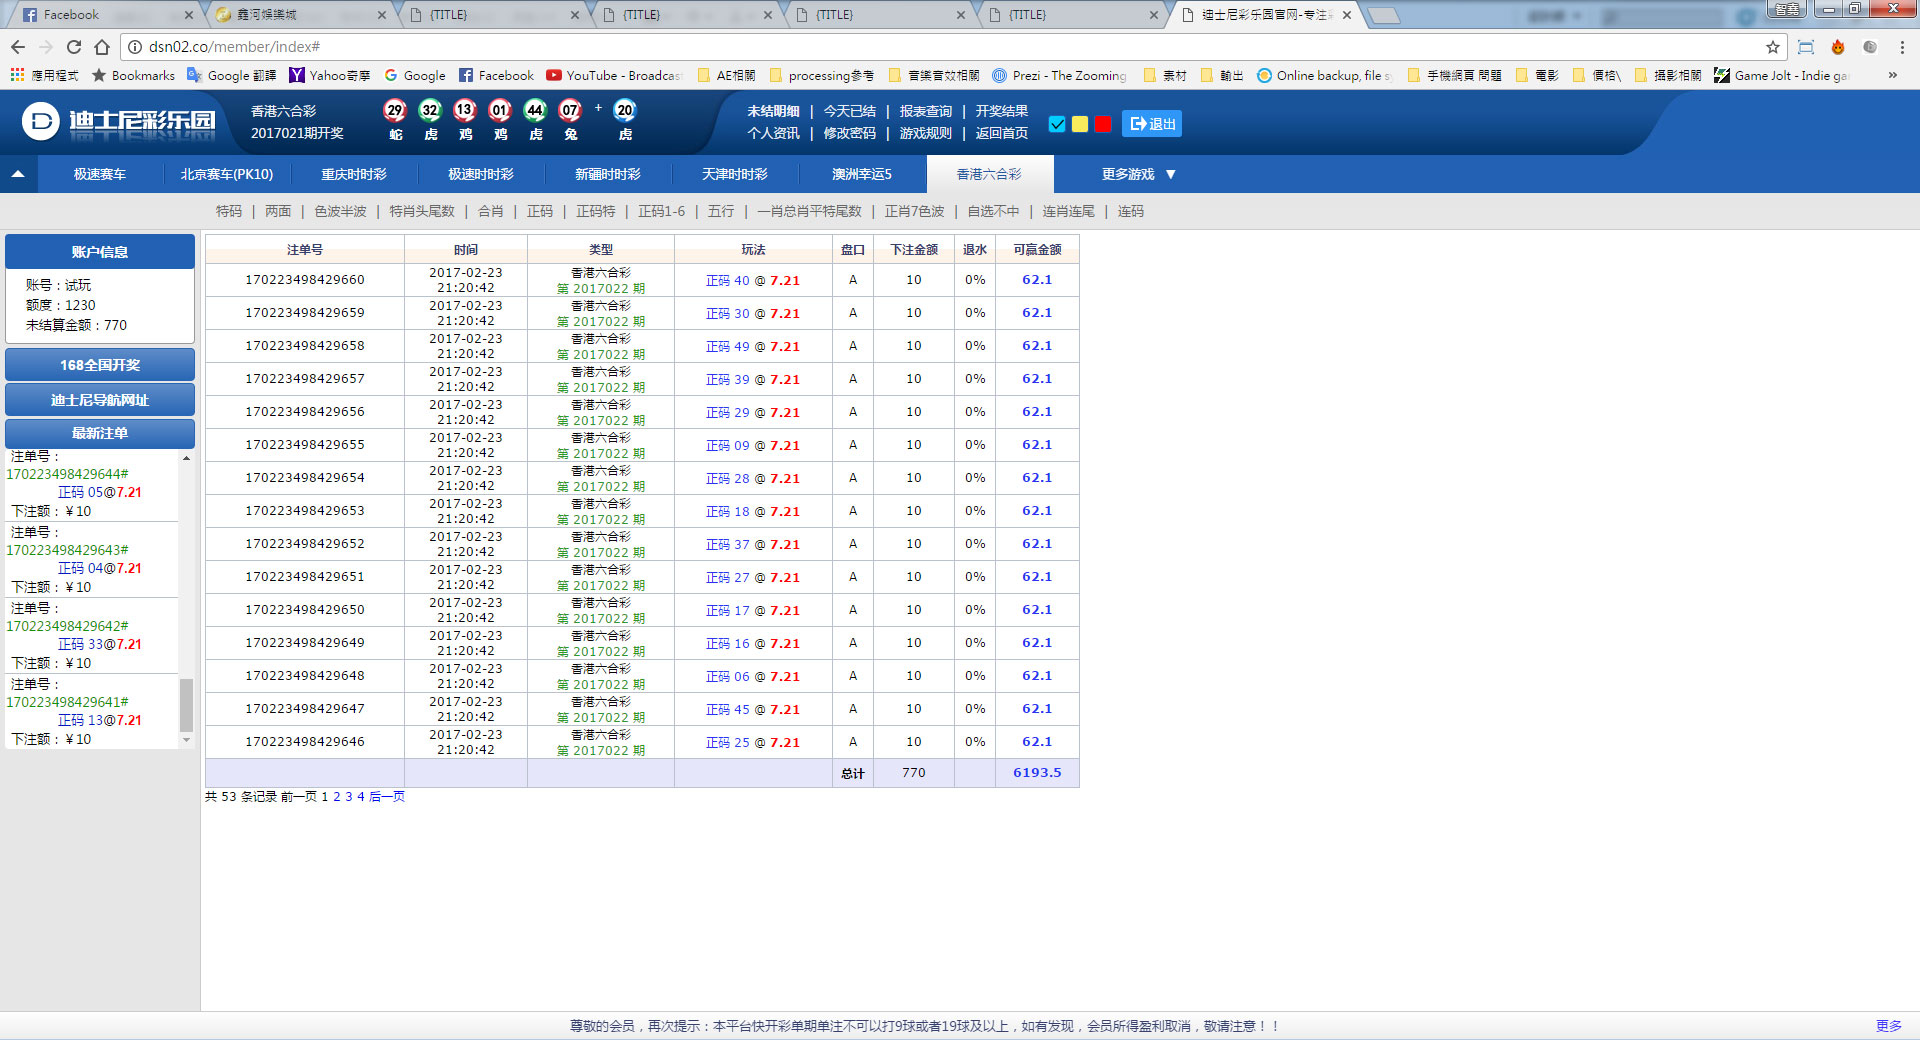 Facebook
鑫河娛樂城
{TITLE}
{TITLE}
{TITLE}
{TITLE}
迪士尼彩乐园官网-专注
智堯
dsn02.co/member/index#
應用程式
Bookmarks
Google 翻譯
Yahoo奇摩
Google
Facebook
YouTube - Broadcas
AE相關
processing參考
音樂音效相關
Prezi - The Zooming
素材
輸出
Online backup, file s
手機網頁 問題
電影
價格\
攝影相關
Game Jolt - Indie ga
»
迪士尼彩乐园
香港六合彩
2017021期开奖
29 32 13 01 44 07 + 20
蛇 虎 鸡 鸡 虎 兔 虎
未结明细 | 今天已结 | 报表查询 | 开奖结果
个人资讯 | 修改密码 | 游戏规则 | 返回首页
退出
极速赛车 北京赛车(PK10) 重庆时时彩 极速时时彩 新疆时时彩 天津时时彩 澳洲幸运5 香港六合彩 更多游戏 ▼
特码 | 两面 | 色波半波 | 特肖头尾数 | 合肖 | 正码 | 正码特 | 正码1-6 | 五行 | 一肖总肖平特尾数 | 正肖7色波 | 自选不中 | 连肖连尾 | 连码
账户信息
账号：试玩
额度：1230
未结算金额：770
168全国开奖
迪士尼导航网址
最新注单
注单号：
170223498429644#
正码 05@7.21
下注额：￥10
注单号：
170223498429643#
正码 04@7.21
下注额：￥10
注单号：
170223498429642#
正码 33@7.21
下注额：￥10
注单号：
170223498429641#
正码 13@7.21
下注额：￥10
注单号 时间 类型 玩法 盘口 下注金额 退水 可赢金额
170223498429660 2017-02-23 21:20:42 香港六合彩 第 2017022 期 正码 40 @ 7.21 A 10 0% 62.1
170223498429659 2017-02-23 21:20:42 香港六合彩 第 2017022 期 正码 30 @ 7.21 A 10 0% 62.1
170223498429658 2017-02-23 21:20:42 香港六合彩 第 2017022 期 正码 49 @ 7.21 A 10 0% 62.1
170223498429657 2017-02-23 21:20:42 香港六合彩 第 2017022 期 正码 39 @ 7.21 A 10 0% 62.1
170223498429656 2017-02-23 21:20:42 香港六合彩 第 2017022 期 正码 29 @ 7.21 A 10 0% 62.1
170223498429655 2017-02-23 21:20:42 香港六合彩 第 2017022 期 正码 09 @ 7.21 A 10 0% 62.1
170223498429654 2017-02-23 21:20:42 香港六合彩 第 2017022 期 正码 28 @ 7.21 A 10 0% 62.1
170223498429653 2017-02-23 21:20:42 香港六合彩 第 2017022 期 正码 18 @ 7.21 A 10 0% 62.1
170223498429652 2017-02-23 21:20:42 香港六合彩 第 2017022 期 正码 37 @ 7.21 A 10 0% 62.1
170223498429651 2017-02-23 21:20:42 香港六合彩 第 2017022 期 正码 27 @ 7.21 A 10 0% 62.1
170223498429650 2017-02-23 21:20:42 香港六合彩 第 2017022 期 正码 17 @ 7.21 A 10 0% 62.1
170223498429649 2017-02-23 21:20:42 香港六合彩 第 2017022 期 正码 16 @ 7.21 A 10 0% 62.1
170223498429648 2017-02-23 21:20:42 香港六合彩 第 2017022 期 正码 06 @ 7.21 A 10 0% 62.1
170223498429647 2017-02-23 21:20:42 香港六合彩 第 2017022 期 正码 45 @ 7.21 A 10 0% 62.1
170223498429646 2017-02-23 21:20:42 香港六合彩 第 2017022 期 正码 25 @ 7.21 A 10 0% 62.1
总计 770 6193.5
共 53 条记录 前一页 1 2 3 4 后一页
尊敬的会员，再次提示：本平台快开彩单期单注不可以打9球或者19球及以上，如有发现，会员所得盈利取消，敬请注意！！
更多